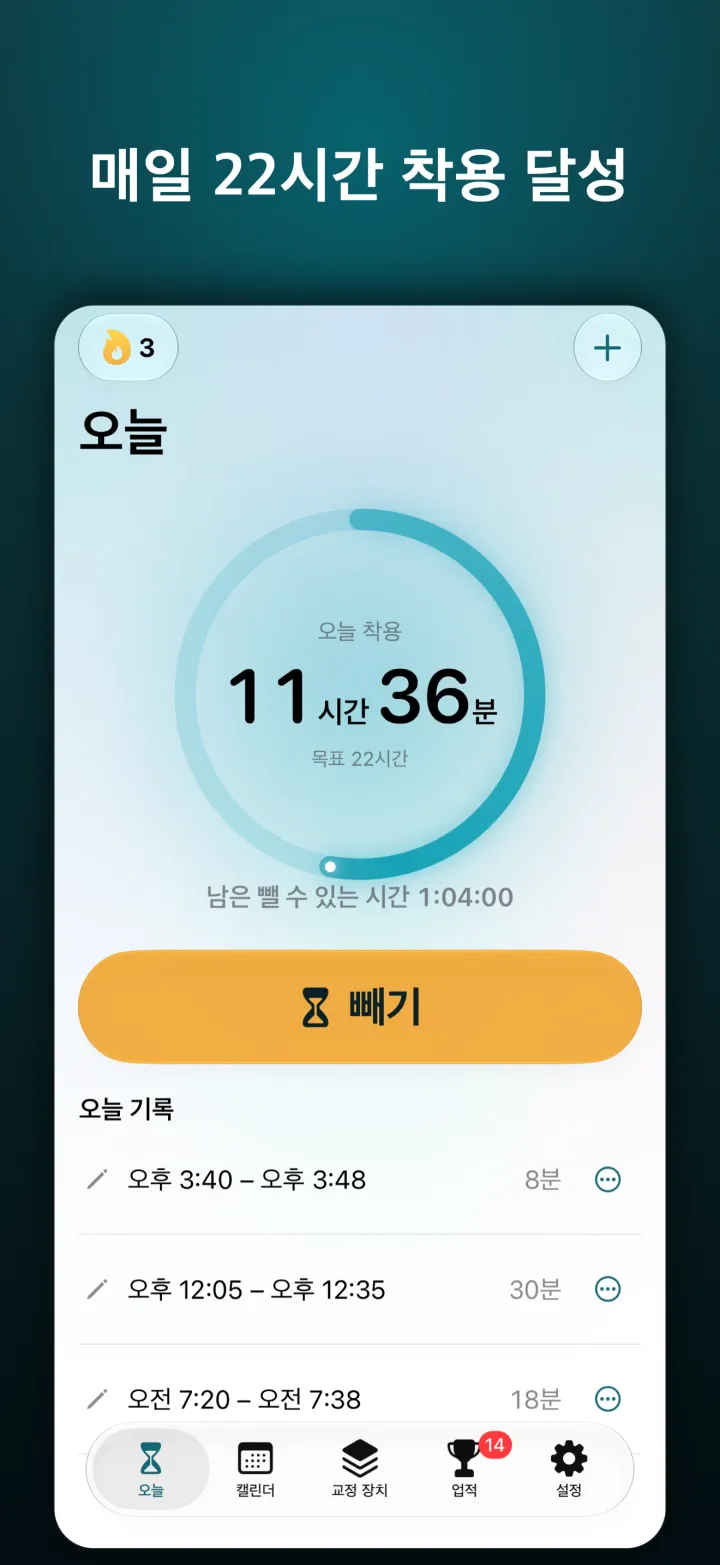 매일 22시간 착용 달성
3
오늘
오늘 착용
11시간 36분
목표 22시간
남은 뺄 수 있는 시간 1:04:00
빼기
오늘 기록
오후 3:40 – 오후 3:48 8분
오후 12:05 – 오후 12:35 30분
오전 7:20 – 오전 7:38 18분
14
오늘 캘린더 교정 장치 업적 설정